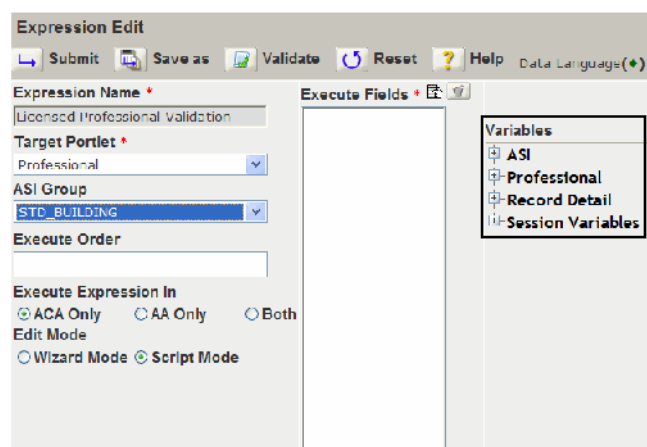 Expression Edit
Submit Save as Validate Reset Help Data Language(♦)
Expression Name *
Licensed Professional Validation
Target Portlet *
Professional
ASI Group
STD_BUILDING
Execute Order
Execute Expression In
ACA Only AA Only Both
Edit Mode
Wizard Mode Script Mode
Execute Fields *
Variables
ASI
Professional
Record Detail
Session Variables